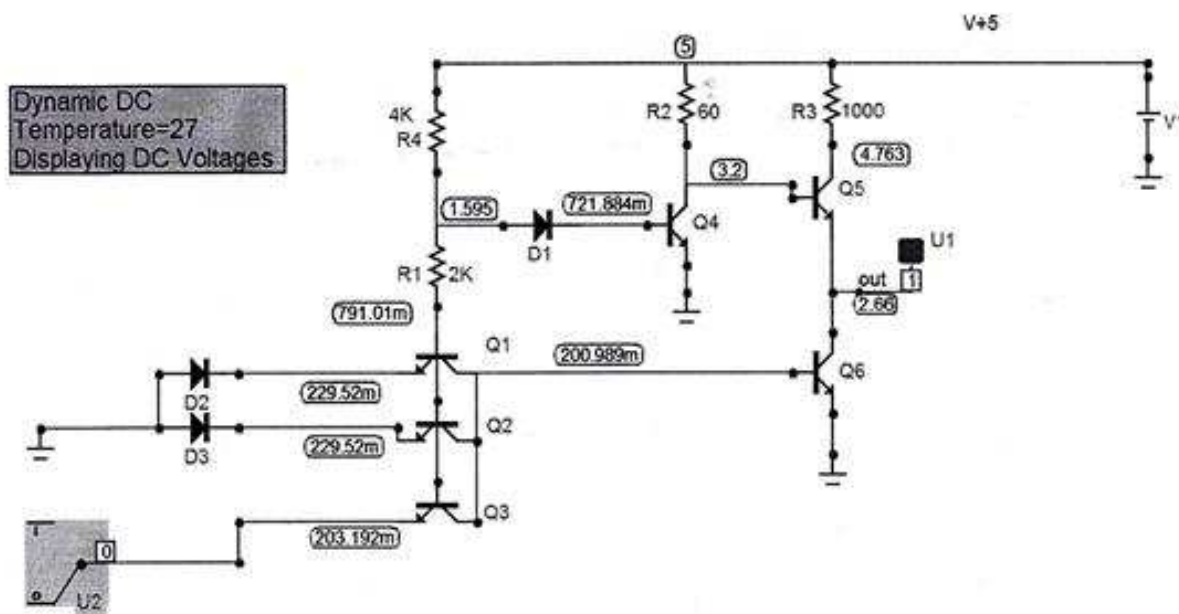 V+5
5
Dynamic DC
Temperature=27
Displaying DC Voltages
4K
R4
R2
60
R3
1000
4.763
3.2
Q5
1.595
721.884m
Q4
D1
U1
R1
2K
out
1
2.66
791.01m
Q1
200.989m
Q6
D2
229.52m
Q2
D3
229.52m
Q3
203.192m
1
0
0
U2